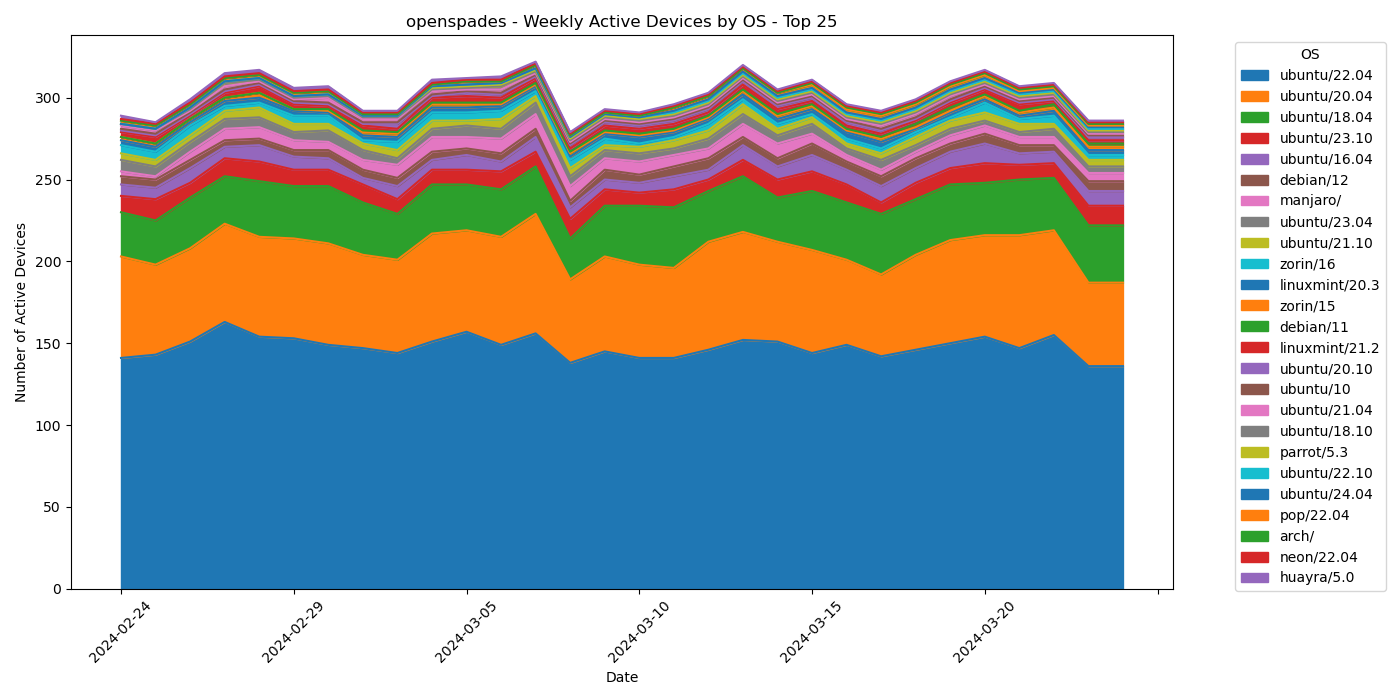 openspades - Weekly Active Devices by OS - Top 25
Number of Active Devices
300
250
200
150
100
50
0
2024-02-24
2024-02-29
2024-03-05
2024-03-10
2024-03-15
2024-03-20
Date
OS
ubuntu/22.04
ubuntu/20.04
ubuntu/18.04
ubuntu/23.10
ubuntu/16.04
debian/12
manjaro/
ubuntu/23.04
ubuntu/21.10
zorin/16
linuxmint/20.3
zorin/15
debian/11
linuxmint/21.2
ubuntu/20.10
ubuntu/10
ubuntu/21.04
ubuntu/18.10
parrot/5.3
ubuntu/22.10
ubuntu/24.04
pop/22.04
arch/
neon/22.04
huayra/5.0